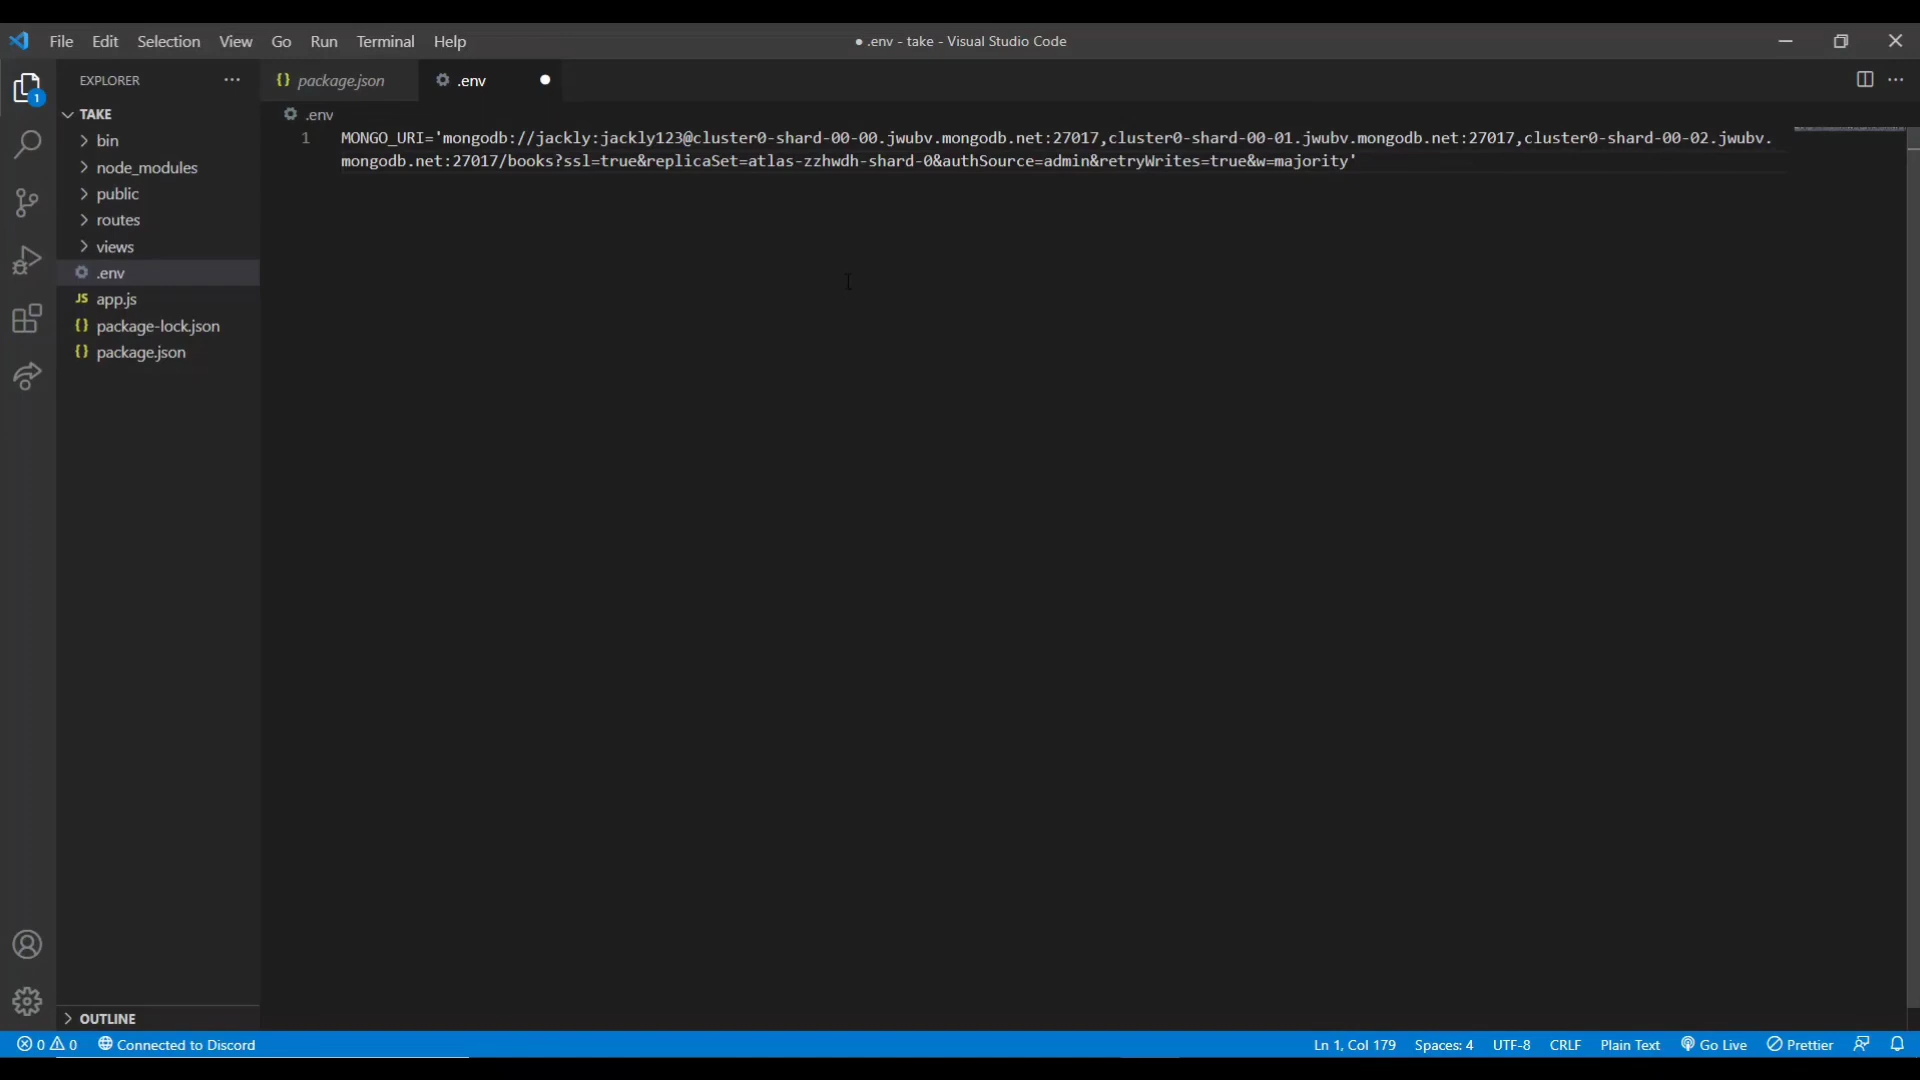 File Edit Selection View Go Run Terminal Help
● .env - take - Visual Studio Code
EXPLORER
package.json
.env
TAKE
.env
bin
node_modules
public
routes
views
.env
JS app.js
{} package-lock.json
{} package.json
1
MONGO_URI='mongodb://jackly:jackly123@cluster0-shard-00-00.jwubv.mongodb.net:27017,cluster0-shard-00-01.jwubv.mongodb.net:27017,cluster0-shard-00-02.jwubv.
mongodb.net:27017/books?ssl=true&replicaSet=atlas-zzhwdh-shard-0&authSource=admin&retryWrites=true&w=majority'
1
OUTLINE
0 0 Connected to Discord
Ln 1, Col 179 Spaces: 4 UTF-8 CRLF Plain Text Go Live Prettier